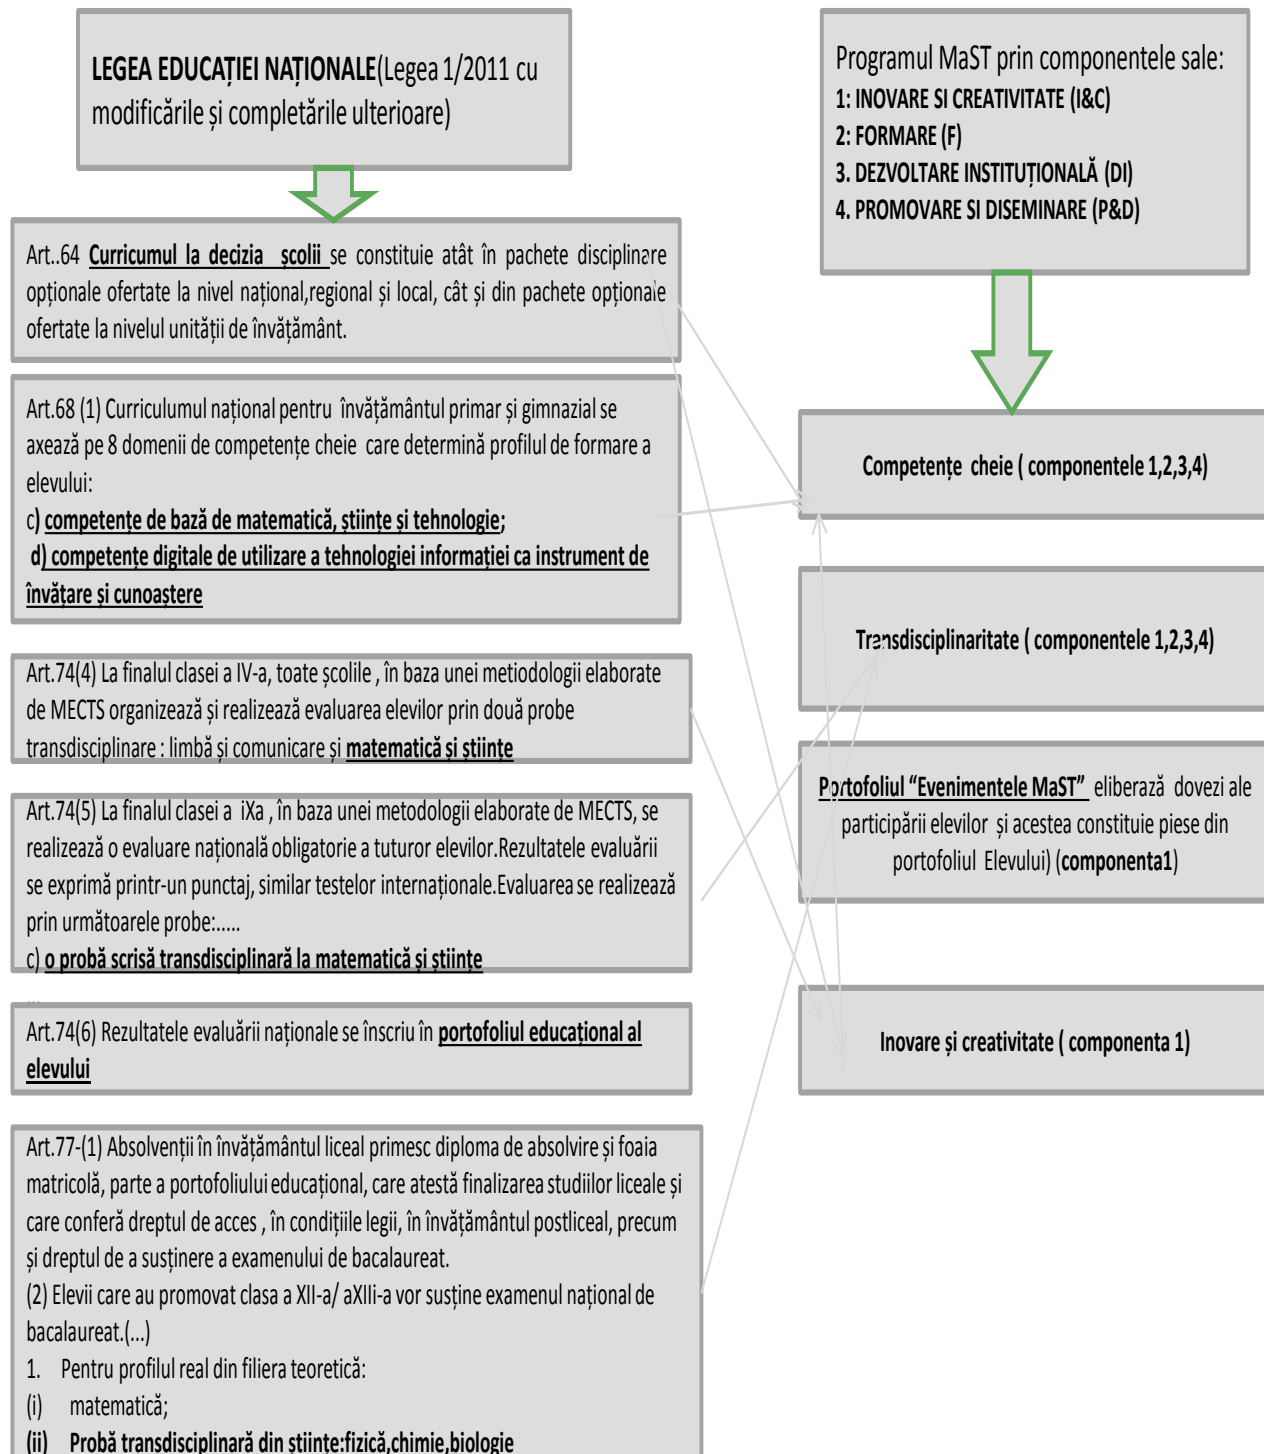 LEGEA EDUCAȚIEI NAȚIONALE(Legea 1/2011 cu
modificările și completările ulterioare)
Art..64 Curricumul la decizia școlii se constituie atât în pachete disciplinare
opționale ofertate la nivel național,regional și local, cât și din pachete opționale
ofertate la nivelul unității de învățământ.
Art.68 (1) Curriculumul național pentru învățământul primar și gimnazial se
axează pe 8 domenii de competențe cheie care determină profilul de formare a
elevului:
c) competențe de bază de matematică, științe și tehnologie;
d) competențe digitale de utilizare a tehnologiei informației ca instrument de
învățare și cunoaștere
Art.74(4) La finalul clasei a IV-a, toate școlile , în baza unei metiodologii elaborate
de MECTS organizează și realizează evaluarea elevilor prin două probe
transdisciplinare : limbă și comunicare și matematică și științe
Art.74(5) La finalul clasei a iXa , în baza unei metodologii elaborate de MECTS, se
realizează o evaluare națională obligatorie a tuturor elevilor.Rezultatele evaluării
se exprimă printr-un punctaj, similar testelor internaționale.Evaluarea se realizează
prin următoarele probe:.....
c) o probă scrisă transdisciplinară la matematică și științe
...
Art.74(6) Rezultatele evaluării naționale se înscriu în portofoliul educațional al
elevului
Art.77-(1) Absolvenții în învățământul liceal primesc diploma de absolvire și foaia
matricolă, parte a portofoliului educațional, care atestă finalizarea studiilor liceale și
care conferă dreptul de acces , în condițiile legii, în învățământul postliceal, precum
și dreptul de a susținere a examenului de bacalaureat.
(2) Elevii care au promovat clasa a XII-a/ aXIIi-a vor susține examenul național de
bacalaureat.(...)
1. Pentru profilul real din filiera teoretică:
(i) matematică;
(ii) Probă transdisciplinară din științe:fizică,chimie,biologie
Programul MaST prin componentele sale:
1: INOVARE SI CREATIVITATE (I&C)
2: FORMARE (F)
3. DEZVOLTARE INSTITUȚIONALĂ (DI)
4. PROMOVARE SI DISEMINARE (P&D)
Competențe cheie ( componentele 1,2,3,4)
Transdisciplinaritate ( componentele 1,2,3,4)
Portofoliul “Evenimentele MaST” eliberază dovezi ale
participării elevilor și acestea constituie piese din
portofoliul Elevului) (componenta1)
Inovare și creativitate ( componenta 1)